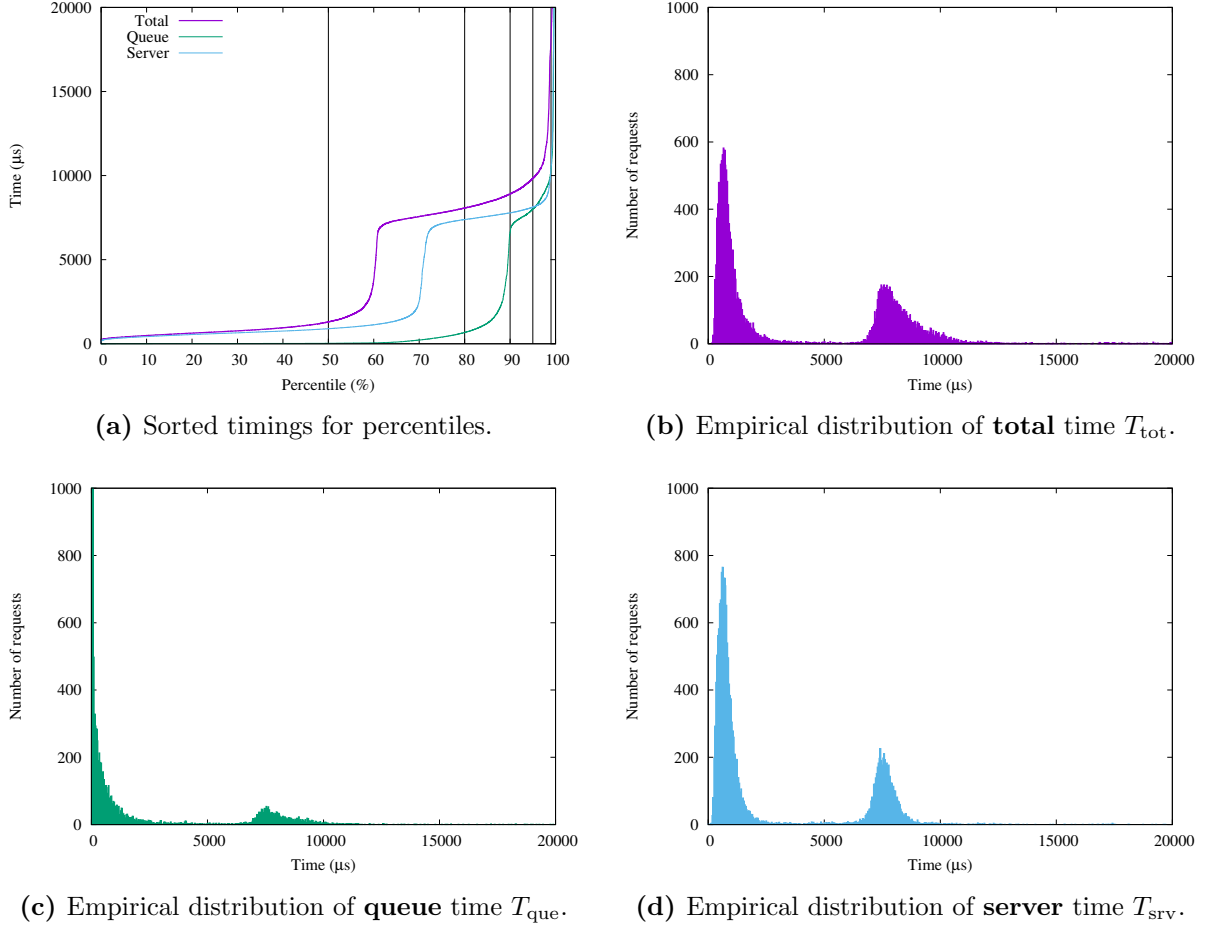 Total
Queue
Server
20000
15000
10000
5000
0
Time (µs)
0 10 20 30 40 50 60 70 80 90 100
Percentile (%)
(a) Sorted timings for percentiles.
1000
800
600
400
200
0
Number of requests
0 5000 10000 15000 20000
Time (µs)
(b) Empirical distribution of total time T_tot.
1000
800
600
400
200
0
Number of requests
0 5000 10000 15000 20000
Time (µs)
(c) Empirical distribution of queue time T_que.
1000
800
600
400
200
0
Number of requests
0 5000 10000 15000 20000
Time (µs)
(d) Empirical distribution of server time T_srv.